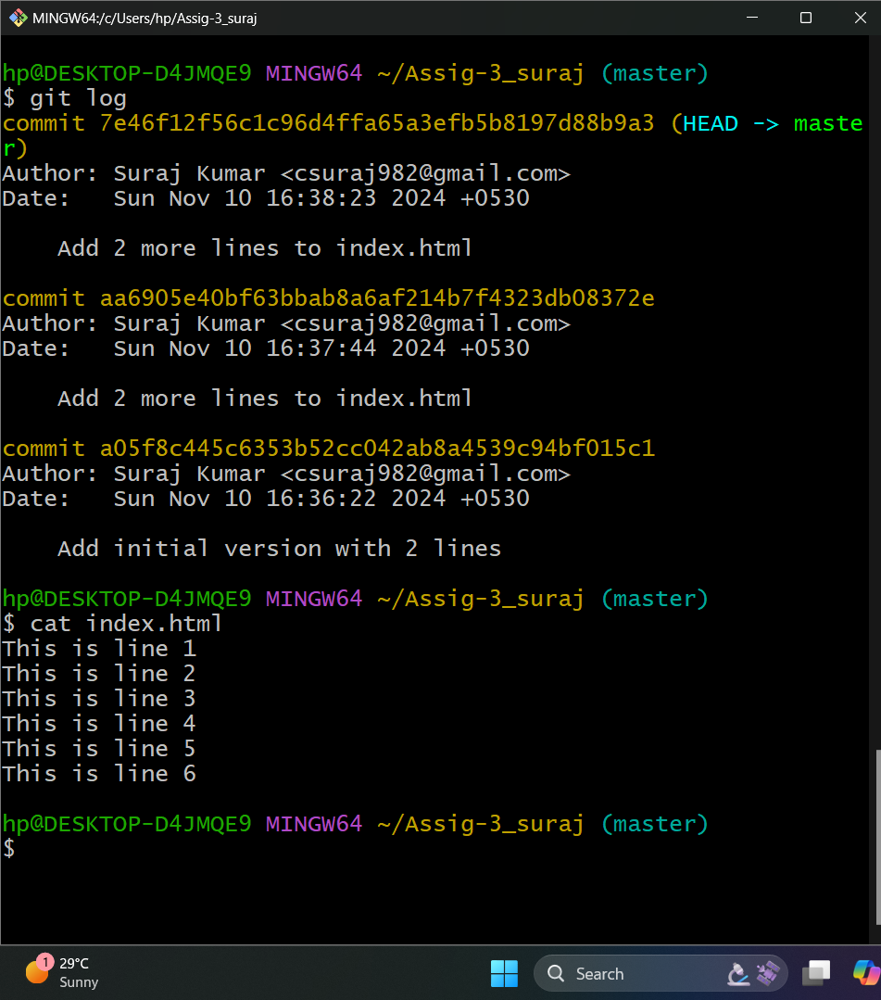 MINGW64:/c/Users/hp/Assig-3_suraj
hp@DESKTOP-D4JMQE9 MINGW64 ~/Assig-3_suraj (master)
$ git log
commit 7e46f12f56c1c96d4ffa65a3efb5b8197d88b9a3 (HEAD -> maste
r)
Author: Suraj Kumar <csuraj982@gmail.com>
Date:   Sun Nov 10 16:38:23 2024 +0530
    Add 2 more lines to index.html
commit aa6905e40bf63bbab8a6af214b7f4323db08372e
Author: Suraj Kumar <csuraj982@gmail.com>
Date:   Sun Nov 10 16:37:44 2024 +0530
    Add 2 more lines to index.html
commit a05f8c445c6353b52cc042ab8a4539c94bf015c1
Author: Suraj Kumar <csuraj982@gmail.com>
Date:   Sun Nov 10 16:36:22 2024 +0530
    Add initial version with 2 lines
hp@DESKTOP-D4JMQE9 MINGW64 ~/Assig-3_suraj (master)
$ cat index.html
This is line 1
This is line 2
This is line 3
This is line 4
This is line 5
This is line 6
hp@DESKTOP-D4JMQE9 MINGW64 ~/Assig-3_suraj (master)
$
1
29°C
Sunny
Search